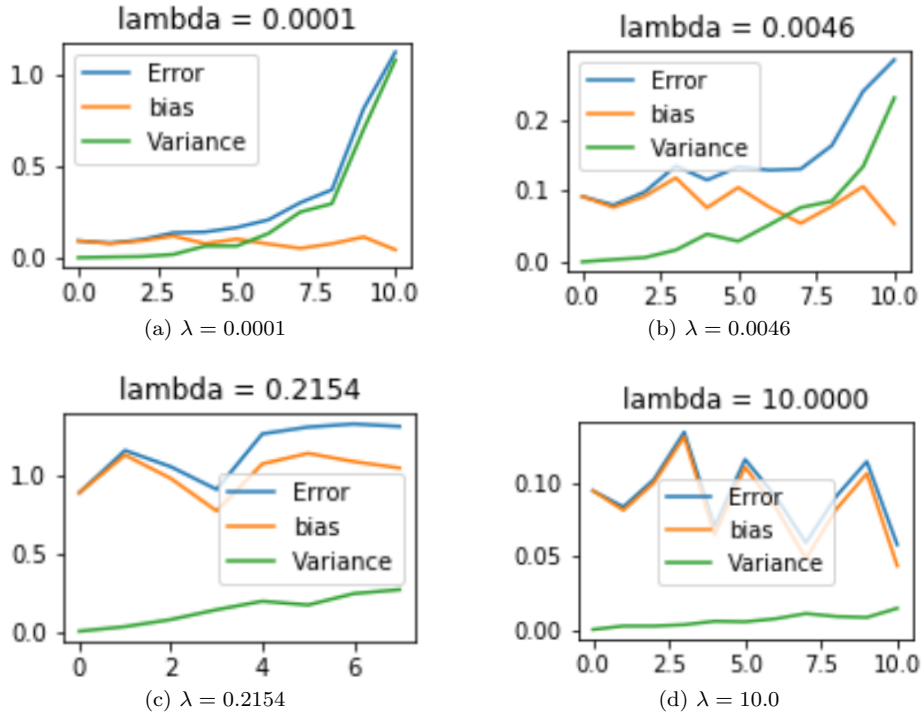 lambda = 0.0001
1.0
0.5
0.0
Error
bias
Variance
0.0 2.5 5.0 7.5 10.0
(a) λ = 0.0001
lambda = 0.0046
0.2
0.1
0.0
Error
bias
Variance
0.0 2.5 5.0 7.5 10.0
(b) λ = 0.0046
lambda = 0.2154
1.0
0.5
0.0
Error
bias
Variance
0 2 4 6
(c) λ = 0.2154
lambda = 10.0000
0.10
0.05
0.00
Error
bias
Variance
0.0 2.5 5.0 7.5 10.0
(d) λ = 10.0